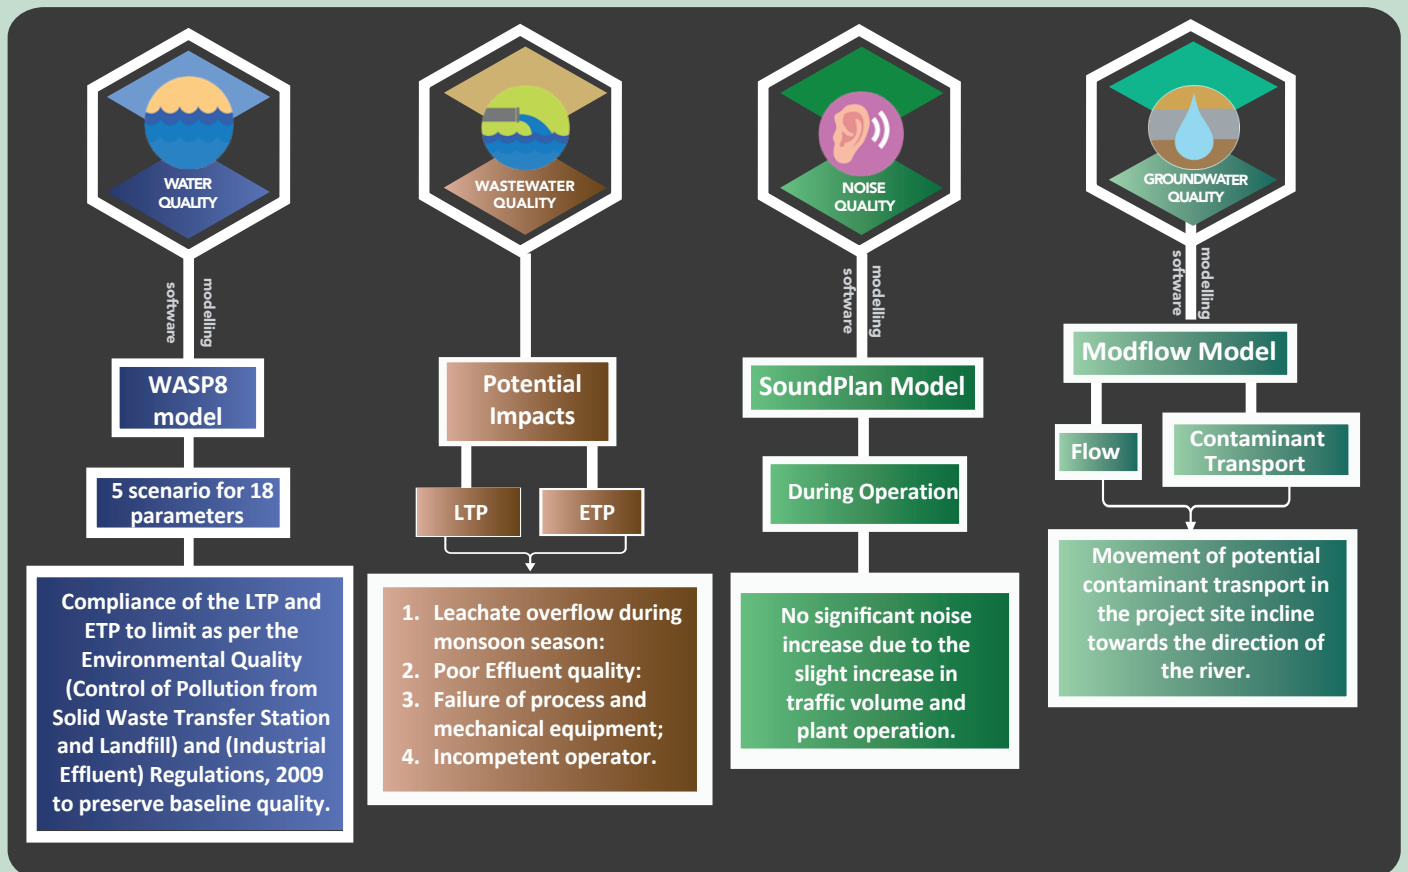 WATER
QUALITY
software
modelling
WASP8
model
5 scenario for 18
parameters
Compliance of the LTP and
ETP to limit as per the
Environmental Quality
(Control of Pollution from
Solid Waste Transfer Station
and Landfill) and (Industrial
Effluent) Regulations, 2009
to preserve baseline quality.
WASTEWATER
QUALITY
Potential
Impacts
LTP
ETP
1. Leachate overflow during
monsoon season:
2. Poor Effluent quality:
3. Failure of process and
mechanical equipment;
4. Incompetent operator.
NOISE
QUALITY
software
modelling
SoundPlan Model
During Operation
No significant noise
increase due to the
slight increase in
traffic volume and
plant operation.
GROUNDWATER
QUALITY
software
modelling
Modflow Model
Flow
Contaminant
Transport
Movement of potential
contaminant trasnport in
the project site incline
towards the direction of
the river.